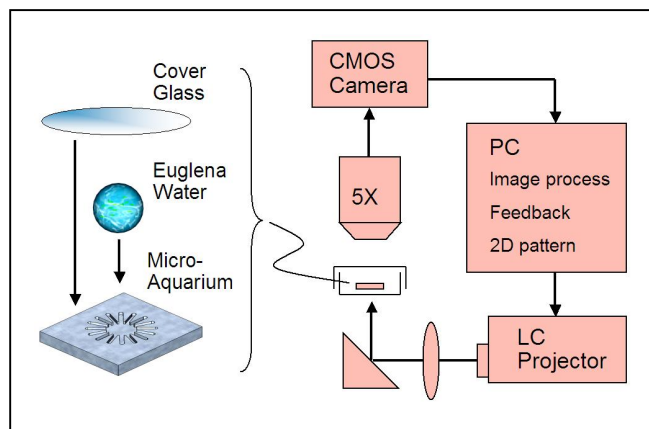 Cover
Glass
Euglena
Water
Micro-
Aquarium
CMOS
Camera
5X
PC
Image process
Feedback
2D pattern
LC
Projector